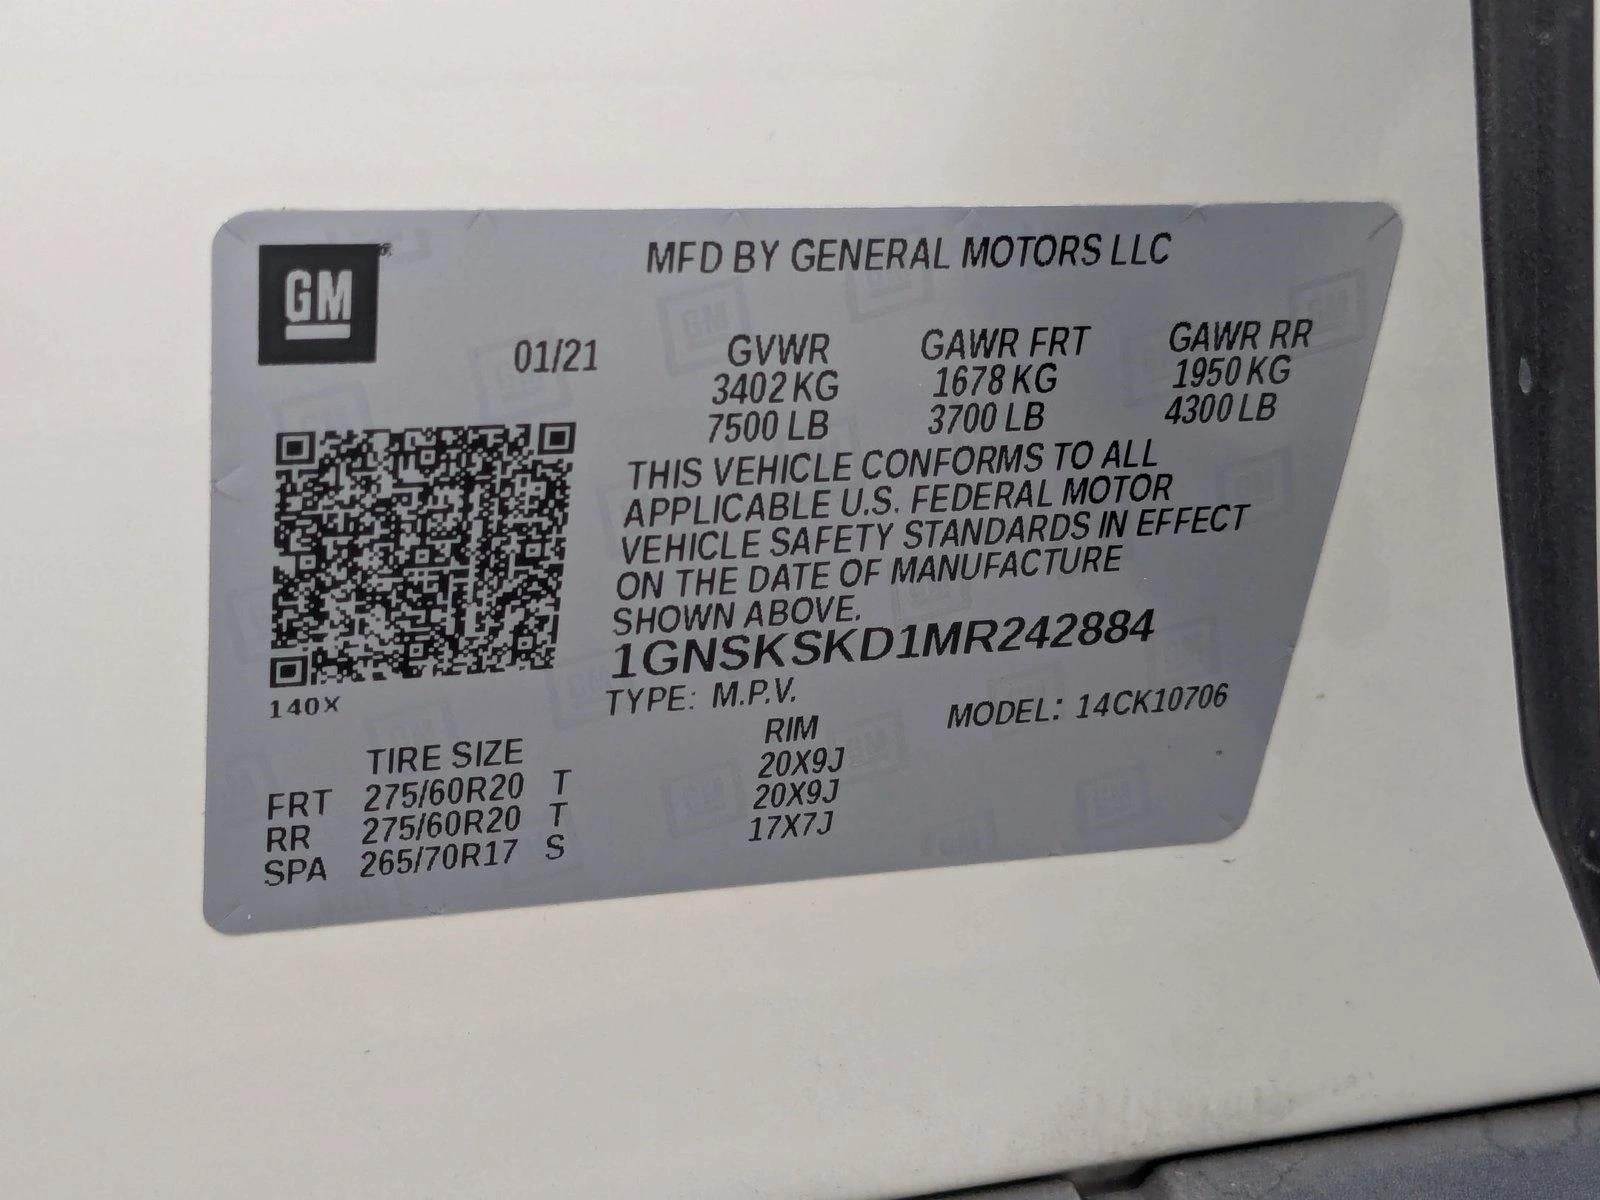 GM
MFD BY GENERAL MOTORS LLC
01/21 GVWR GAWR FRT GAWR RR
3402 KG 1678 KG 1950 KG
7500 LB 3700 LB 4300 LB
THIS VEHICLE CONFORMS TO ALL
APPLICABLE U.S. FEDERAL MOTOR
VEHICLE SAFETY STANDARDS IN EFFECT
ON THE DATE OF MANUFACTURE
SHOWN ABOVE.
1GNSKSKD1MR242884
140X
TYPE: M.P.V. MODEL: 14CK10706
TIRE SIZE RIM
FRT 275/60R20 T 20X9J
RR 275/60R20 T 20X9J
SPA 265/70R17 S 17X7J